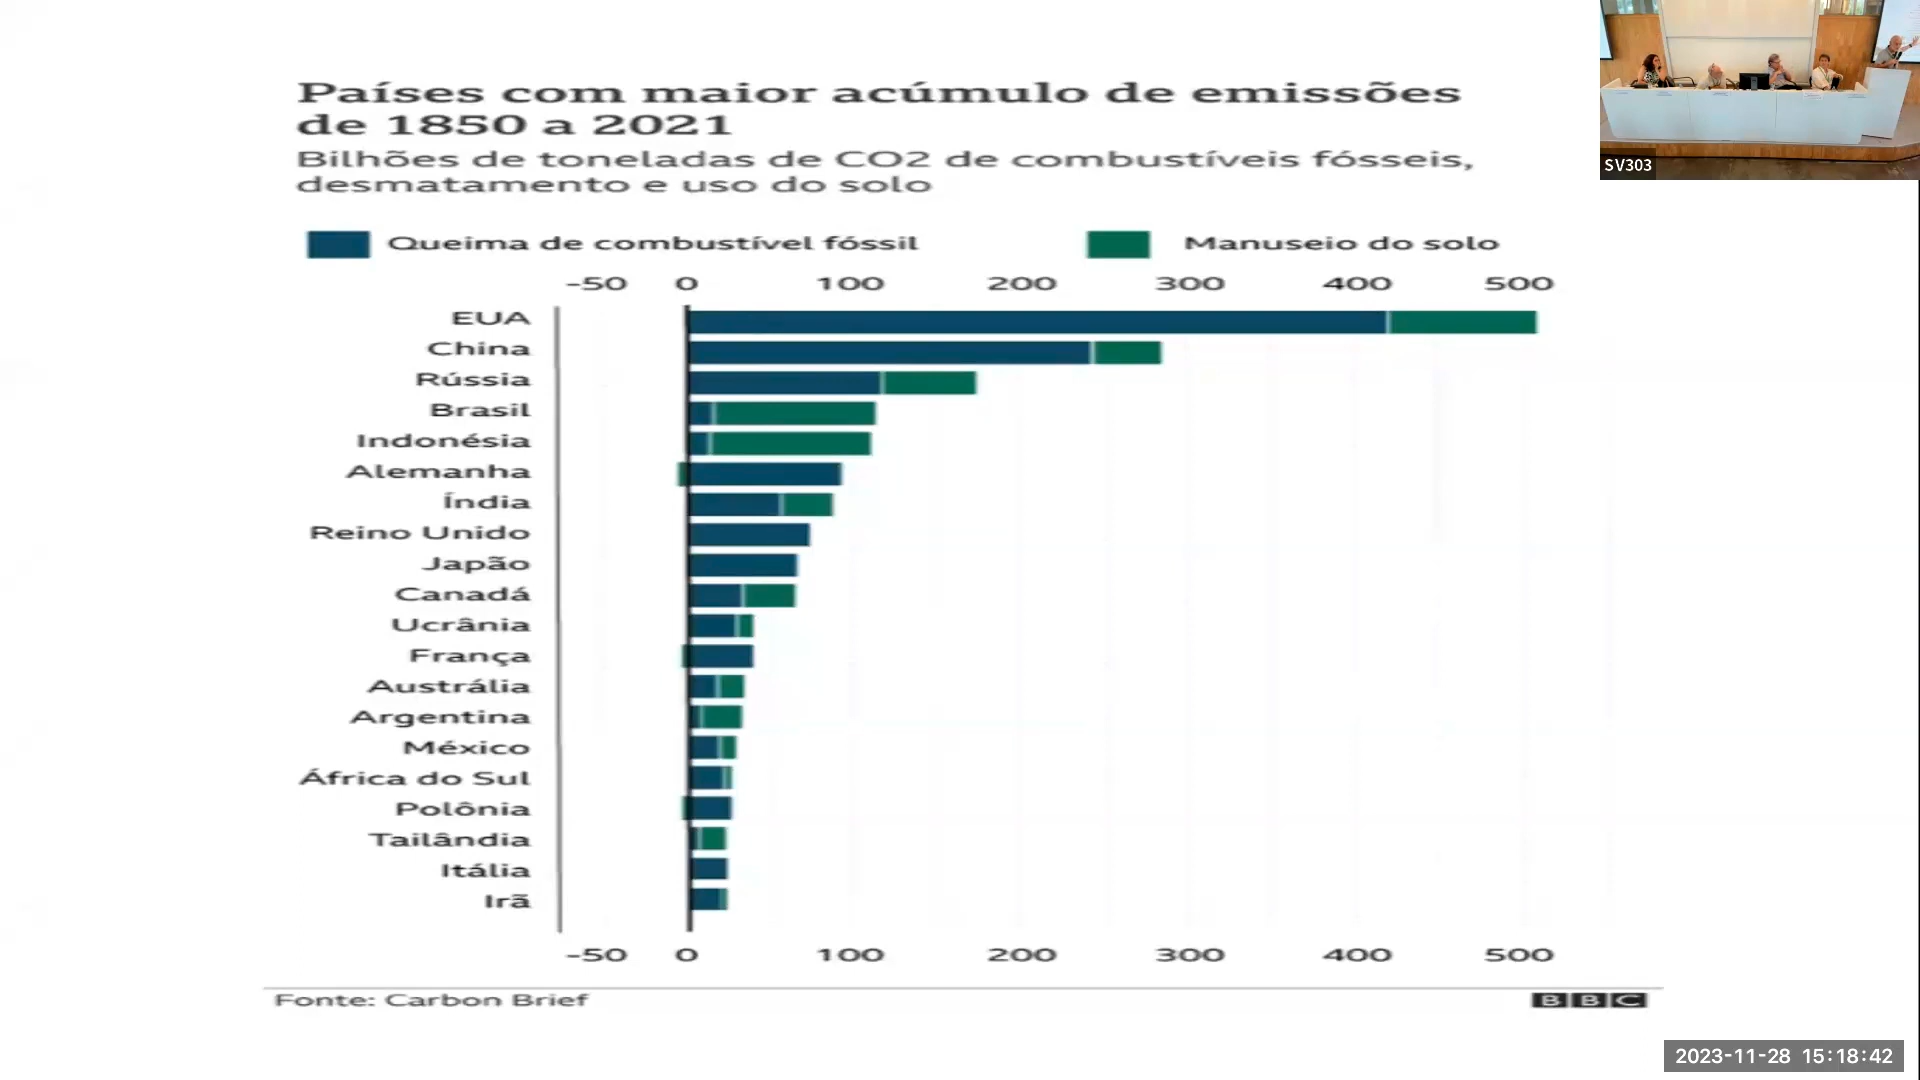 Países com maior acúmulo de emissões
de 1850 a 2021
Bilhões de toneladas de CO2 de combustíveis fósseis,
desmatamento e uso do solo
Queima de combustível fóssil
Manuseio do solo
-50 0 100 200 300 400 500
EUA
China
Rússia
Brasil
Indonésia
Alemanha
Índia
Reino Unido
Japão
Canadá
Ucrânia
França
Austrália
Argentina
México
África do Sul
Polônia
Tailândia
Itália
Irã
-50 0 100 200 300 400 500
Fonte: Carbon Brief
BBC
SV303
2023-11-28 15:18:42